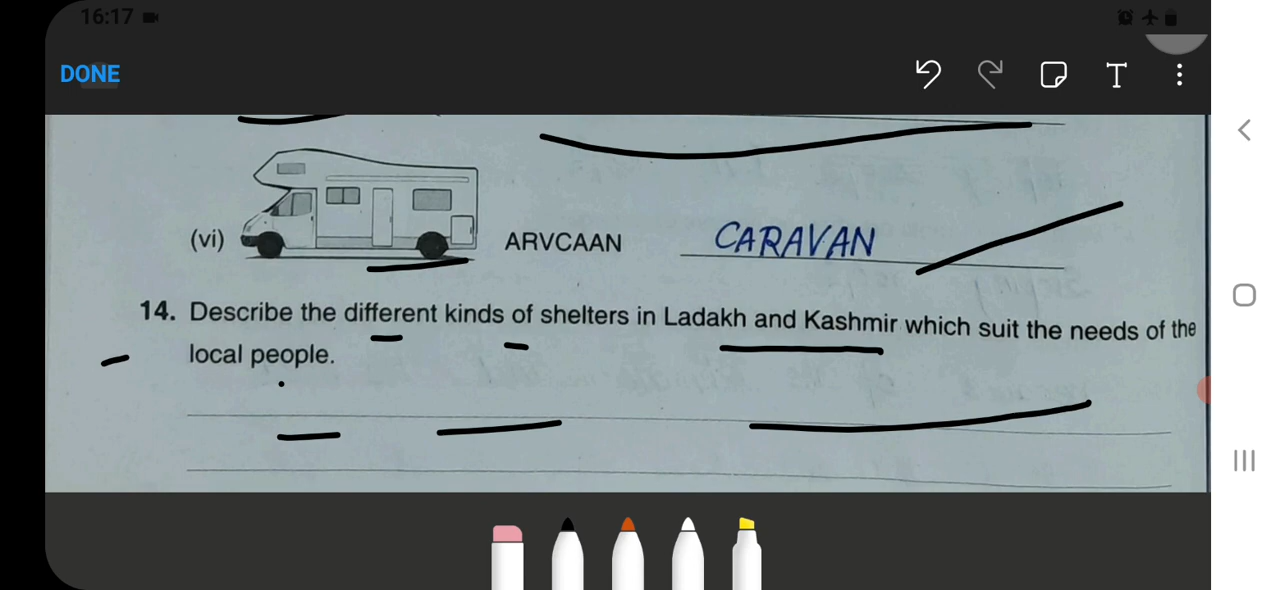 16:17
DONE
T
(vi) ARVCAAN CARAVAN
14. Describe the different kinds of shelters in Ladakh and Kashmir which suit the needs of the
local people.